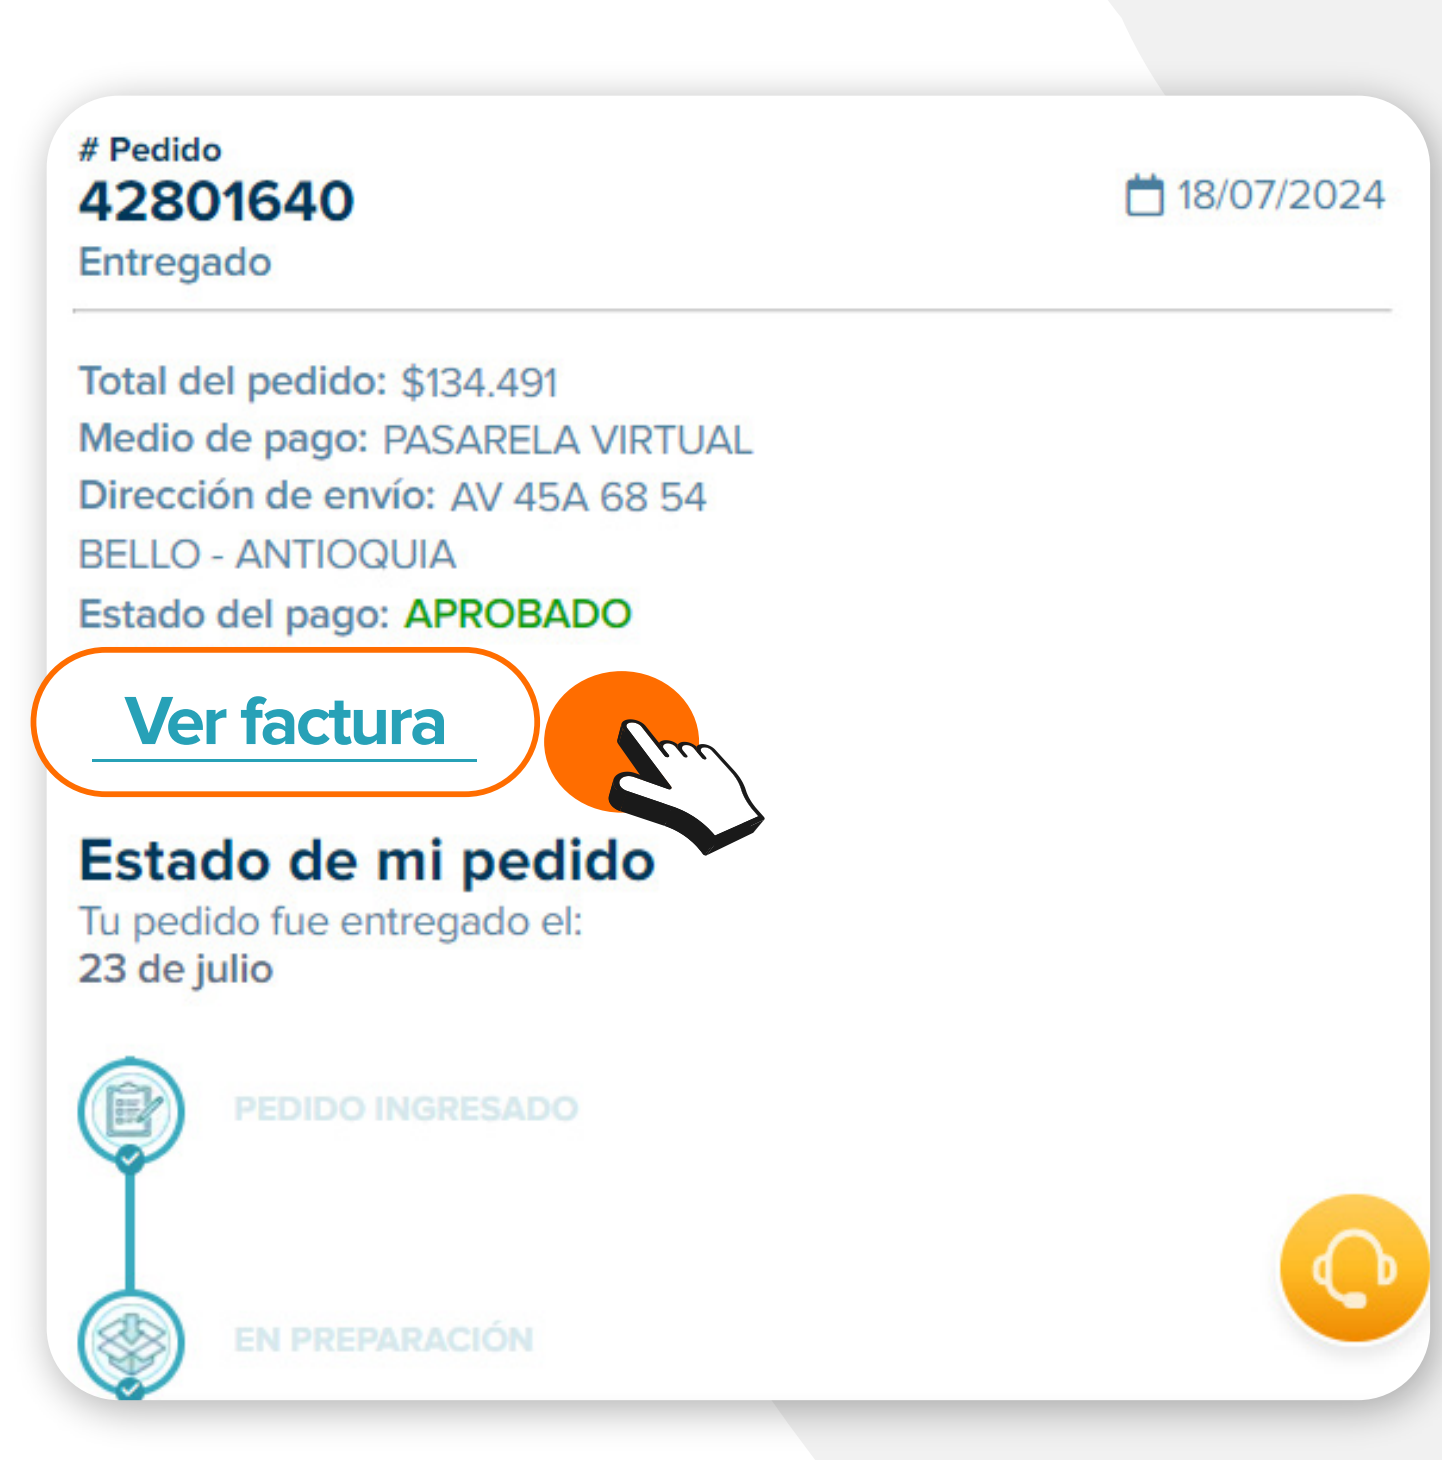 # Pedido
42801640
18/07/2024
Entregado
Total del pedido: $134.491
Medio de pago: PASARELA VIRTUAL
Dirección de envío: AV 45A 68 54
BELLO - ANTIOQUIA
Estado del pago: APROBADO
Ver factura
Estado de mi pedido
Tu pedido fue entregado el:
23 de julio
PEDIDO INGRESADO
EN PREPARACIÓN